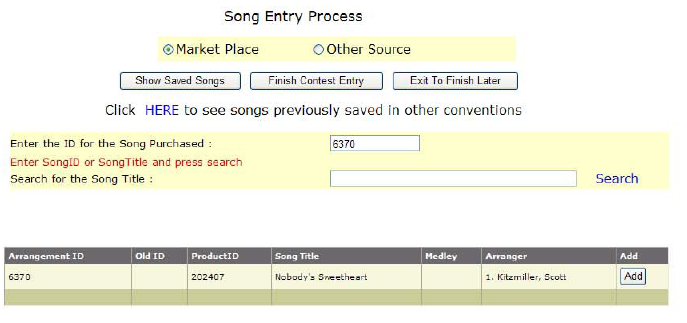 Song Entry Process
Market Place Other Source
Show Saved Songs Finish Contest Entry Exit To Finish Later
Click HERE to see songs previously saved in other conventions
Enter the ID for the Song Purchased : 6370
Enter SongID or SongTitle and press search
Search for the Song Title : Search
Arrangement ID Old ID ProductID Song Title Medley Arranger Add
6370 202407 Nobody's Sweetheart 1. Kitzmiller, Scott Add